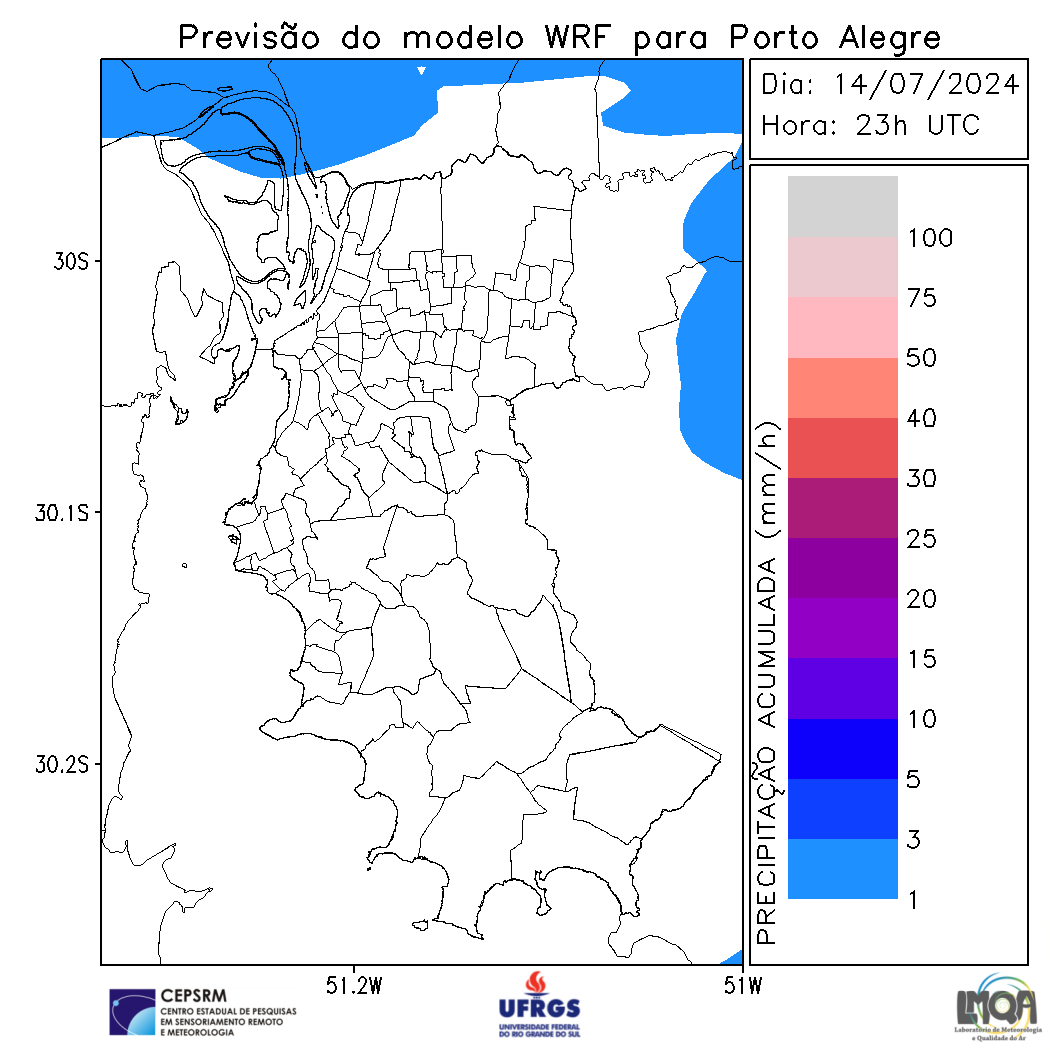 Previsão do modelo WRF para Porto Alegre
Dia: 14/07/2024
Hora: 23h UTC
30S
30.1S
30.2S
51.2W
51W
PRECIPITAÇÃO ACUMULADA (mm/h)
100
75
50
40
30
25
20
15
10
5
3
1
CEPSRM
CENTRO ESTADUAL DE PESQUISAS
EM SENSORIAMENTO REMOTO
E METEOROLOGIA
UFRGS
UNIVERSIDADE FEDERAL
DO RIO GRANDE DO SUL
LMQA
Laboratório de Meteorologia
e Qualidade do Ar